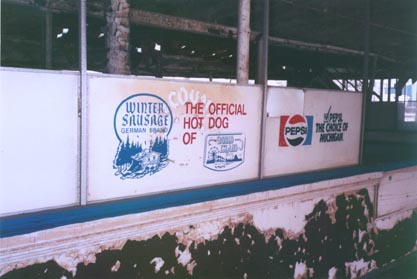 WINTER
SAUSAGE
GERMAN BRAND
THE OFFICIAL
HOT DOG
OF
PEPSI
PEPSI,
THE CHOICE OF
MICHIGAN.